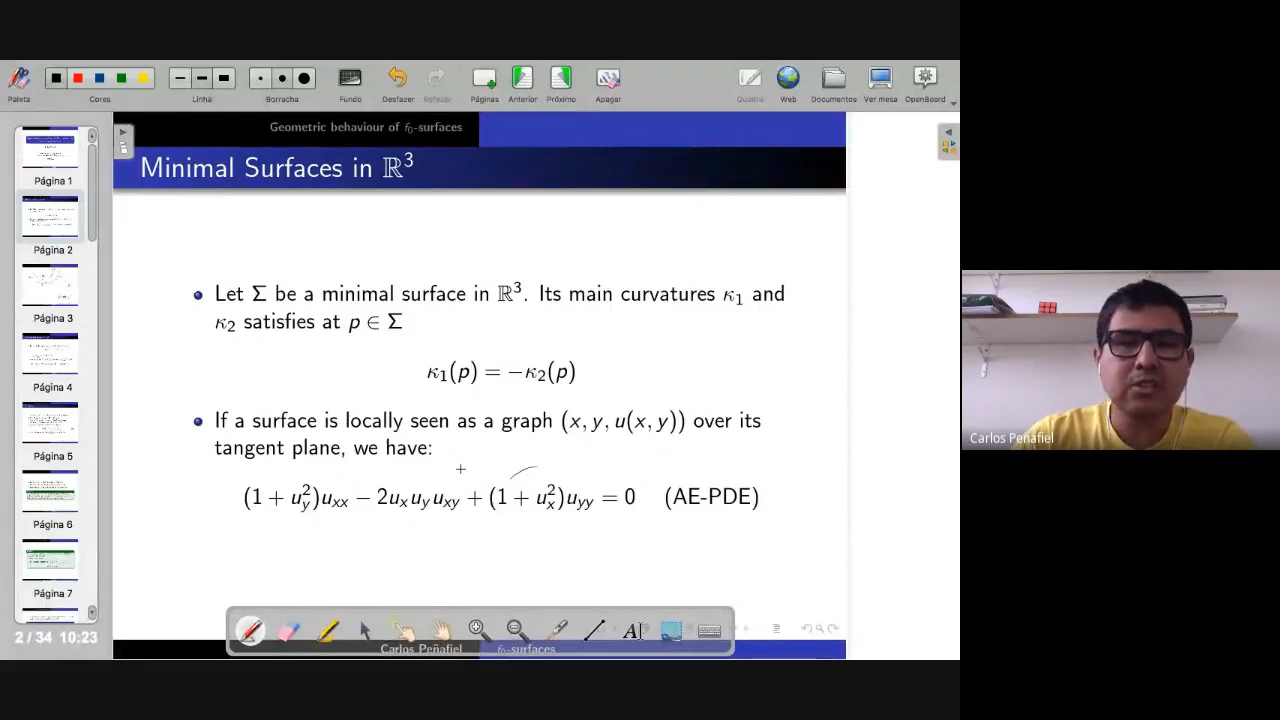 Paleta
Cores
Linha
Borracha
Fundo
Desfazer
Refazer
Páginas
Anterior
Próximo
Apagar
Quadro
Web
Documentos
Ver mesa
OpenBoard
Geometric behaviour of f₀-surfaces
Minimal Surfaces in ℝ³
Página 1
Página 2
Página 3
Página 4
Página 5
Página 6
Página 7
Let Σ be a minimal surface in ℝ³. Its main curvatures κ₁ and
κ₂ satisfies at p ∈ Σ
κ₁(p) = −κ₂(p)
If a surface is locally seen as a graph (x, y, u(x, y)) over its
tangent plane, we have:
(1 + u_y²)u_xx − 2u_x u_y u_xy + (1 + u_x²)u_yy = 0 (AE-PDE)
2 / 34 10:23
Carlos Peñafiel
f₀-surfaces
Carlos Peñafiel